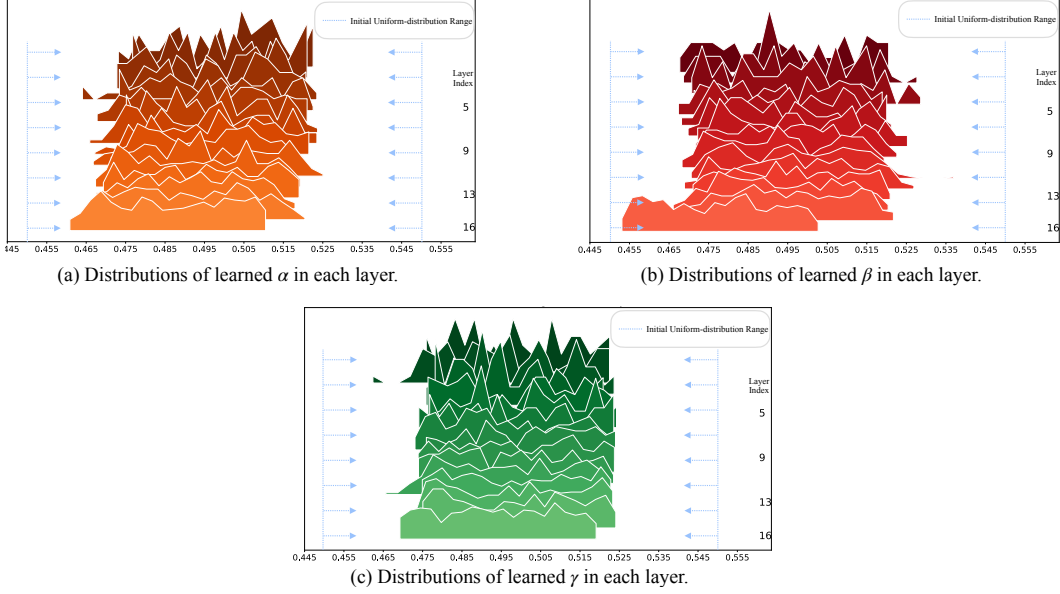 Initial Uniform-distribution Range
Layer
Index
5
9
13
16
0.445 0.455 0.465 0.475 0.485 0.495 0.505 0.515 0.525 0.535 0.545 0.555
(a) Distributions of learned α in each layer.
Initial Uniform-distribution Range
Layer
Index
5
9
13
16
0.445 0.455 0.465 0.475 0.485 0.495 0.505 0.515 0.525 0.535 0.545 0.555
(b) Distributions of learned β in each layer.
Initial Uniform-distribution Range
Layer
Index
5
9
13
16
0.445 0.455 0.465 0.475 0.485 0.495 0.505 0.515 0.525 0.535 0.545 0.555
(c) Distributions of learned γ in each layer.